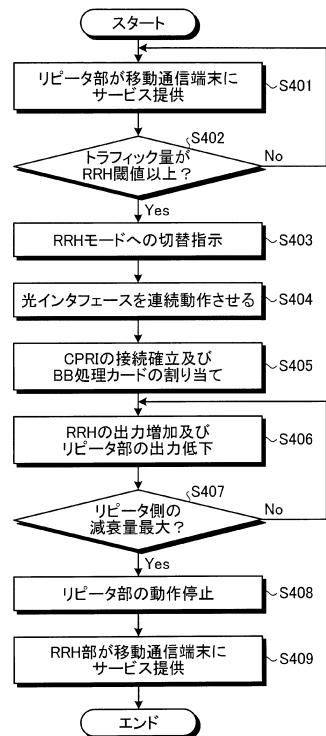 スタート
リピータ部が移動通信端末に
サービス提供
S401
トラフィック量が
RRH閾値以上？
S402
No
Yes
RRHモードへの切替指示
S403
光インタフェースを連続動作させる
S404
CPRIの接続確立及び
BB処理カードの割り当て
S405
RRHの出力増加及び
リピータ部の出力低下
S406
リピータ側の
減衰量最大？
S407
No
Yes
リピータ部の動作停止
S408
RRH部が移動通信端末に
サービス提供
S409
エンド